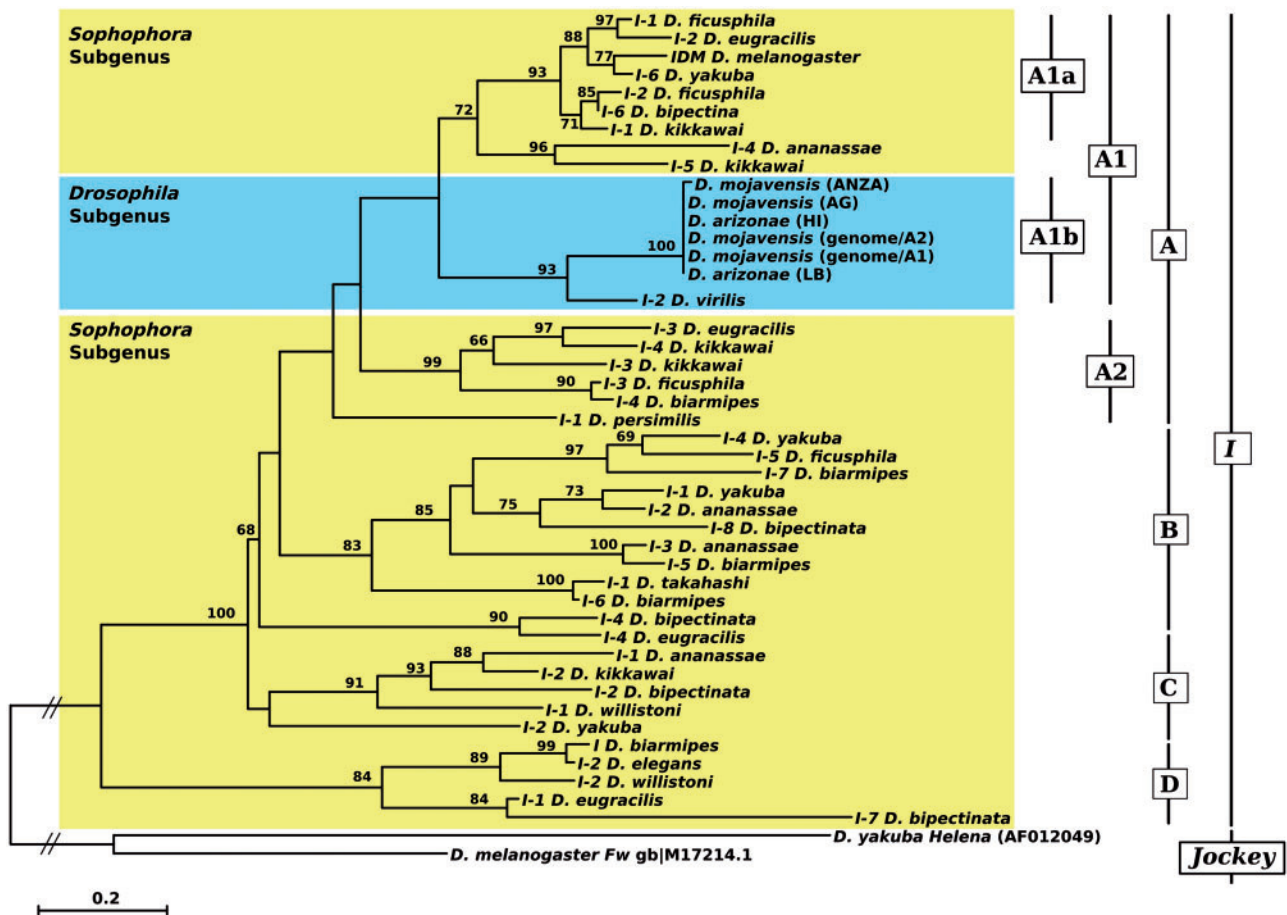 Sophophora
Subgenus
97
I-1 D. ficusphila
88
I-2 D. eugracilis
77
IDM D. melanogaster
93
I-6 D. yakuba
85
I-2 D. ficusphila
I-6 D. bipectina
72
71
I-1 D. kikkawai
96
I-4 D. ananassae
I-5 D. kikkawai
A1a
A1
Drosophila
Subgenus
D. mojavensis (ANZA)
D. mojavensis (AG)
D. arizonae (HI)
100
D. mojavensis (genome/A2)
D. mojavensis (genome/A1)
93
D. arizonae (LB)
I-2 D. virilis
A1b
A
Sophophora
Subgenus
97
I-3 D. eugracilis
66
I-4 D. kikkawai
99
I-3 D. kikkawai
90
I-3 D. ficusphila
I-4 D. biarmipes
I-1 D. persimilis
A2
69
I-4 D. yakuba
97
I-5 D. ficusphila
I-7 D. biarmipes
73
I-1 D. yakuba
85
75
I-2 D. ananassae
I-8 D. bipectinata
68
83
100
I-3 D. ananassae
I-5 D. biarmipes
100
I-1 D. takahashi
I-6 D. biarmipes
I
B
100
90
I-4 D. bipectinata
I-4 D. eugracilis
88
I-1 D. ananassae
93
I-2 D. kikkawai
91
I-2 D. bipectinata
I-1 D. willistoni
I-2 D. yakuba
C
99
I D. biarmipes
89
I-2 D. elegans
84
I-2 D. willistoni
84
I-1 D. eugracilis
I-7 D. bipectinata
D
D. yakuba Helena (AF012049)
D. melanogaster Fw gb|M17214.1
Jockey
0.2